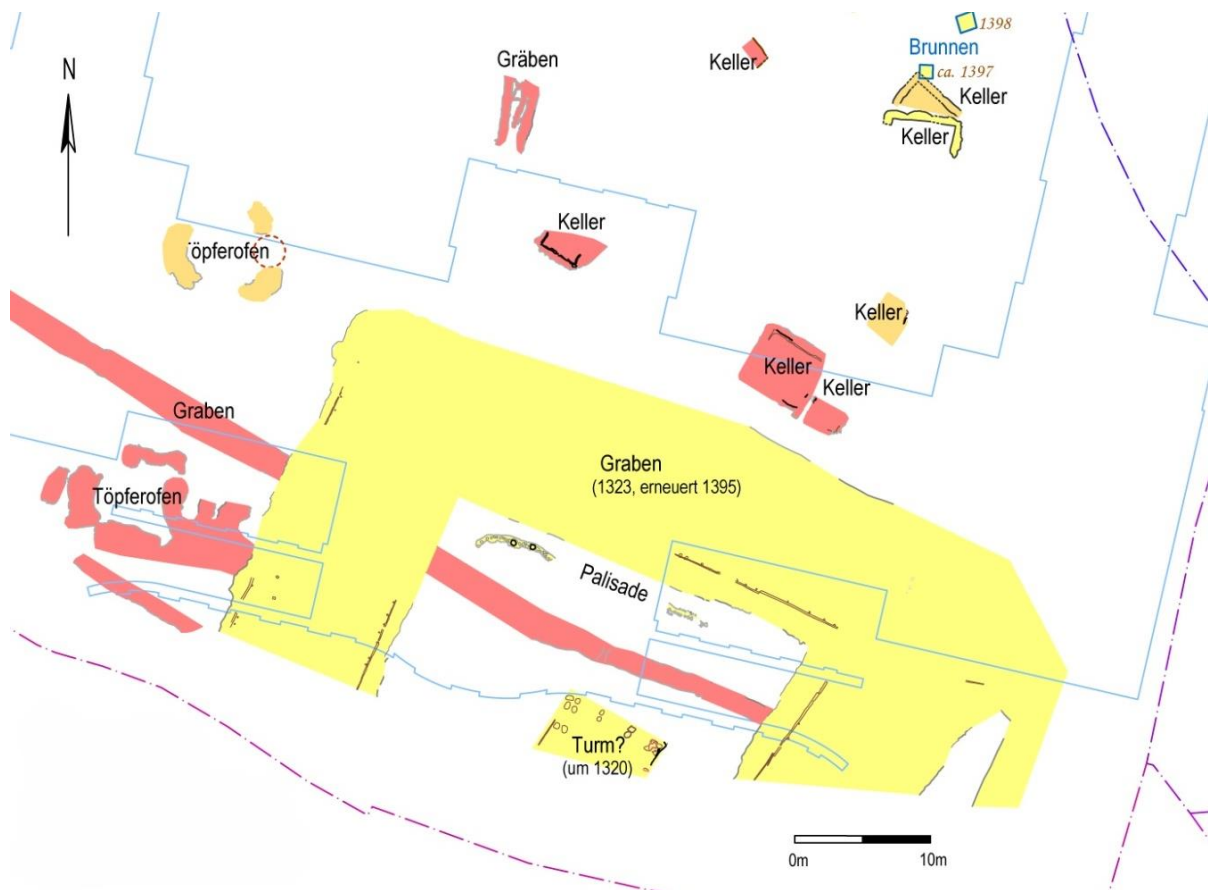 1398
Brunnen
ca. 1397
N
Gräben
Keller
Keller
Keller
Keller
Töpferofen
Keller
Keller
Keller
Graben
Graben
(1323, erneuert 1395)
Töpferofen
Palisade
Turm?
(um 1320)
0m
10m